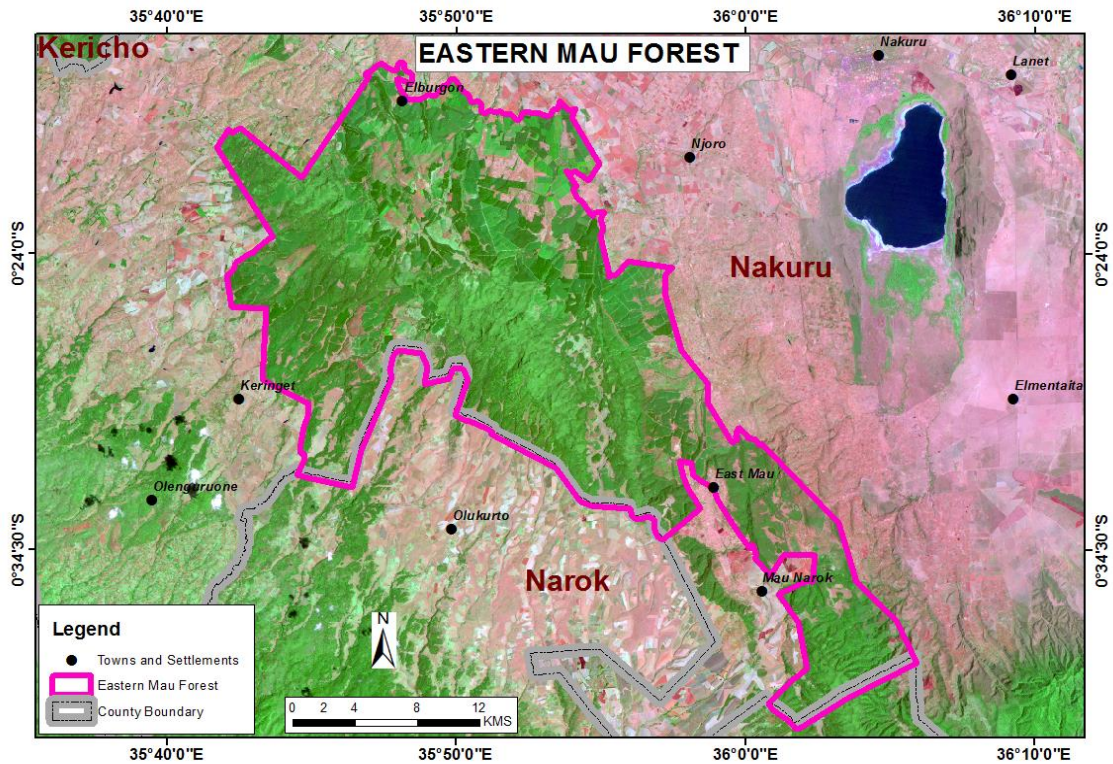 35°40'0"E 35°50'0"E 36°0'0"E 36°10'0"E
Kericho
EASTERN MAU FOREST
Nakuru
Lanet
Elburgon
Njoro
0°24'0"S
Nakuru
0°24'0"S
Keringet
Elmentaita
East Mau
Olenguruone
Olukurto
0°34'30"S
0°34'30"S
Narok
Mau Narok
Legend
Towns and Settlements
Eastern Mau Forest
County Boundary
N
0 2 4 8 12
KMS
35°40'0"E 35°50'0"E 36°0'0"E 36°10'0"E